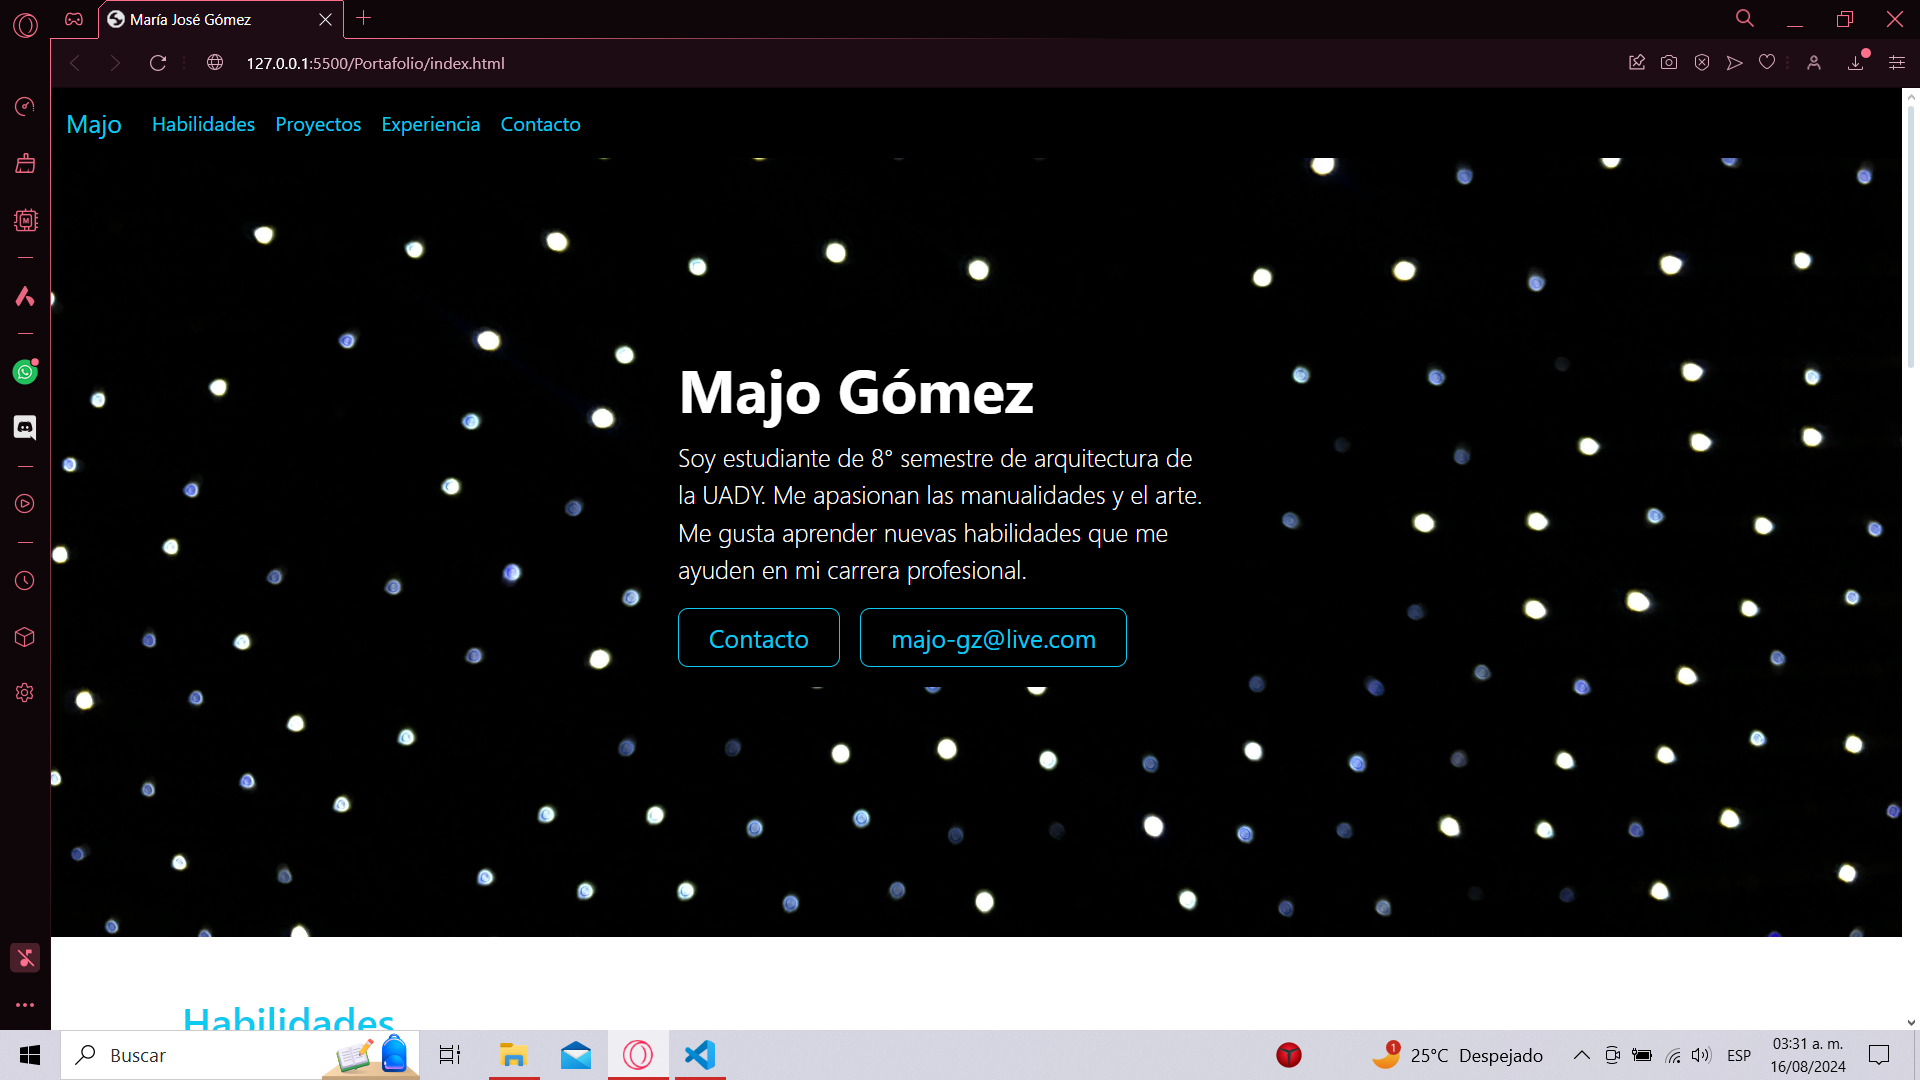 María José Gómez
127.0.0.1:5500/Portafolio/index.html
Majo Habilidades Proyectos Experiencia Contacto
Majo Gómez
Soy estudiante de 8° semestre de arquitectura de
la UADY. Me apasionan las manualidades y el arte.
Me gusta aprender nuevas habilidades que me
ayuden en mi carrera profesional.
Contacto majo-gz@live.com
Habilidades
Buscar
1
25°C Despejado
ESP
03:31 a. m.
16/08/2024